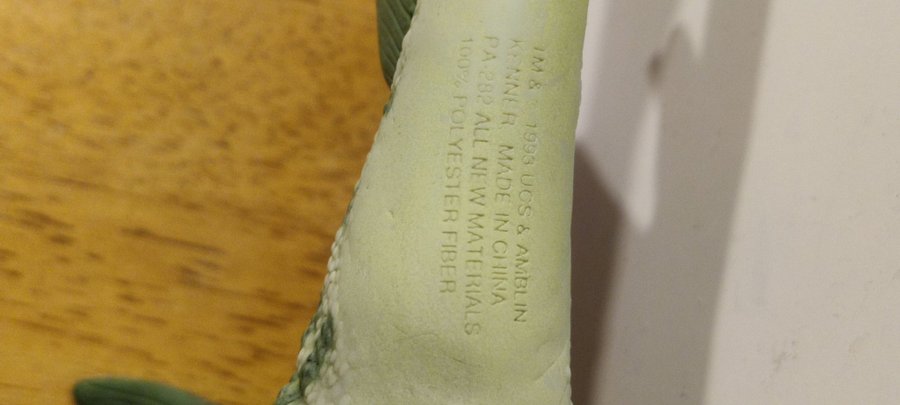 TM & © 1993 UCS & AMBLIN
KENNER MADE IN CHINA
PA-282 ALL NEW MATERIALS
100% POLYESTER FIBER